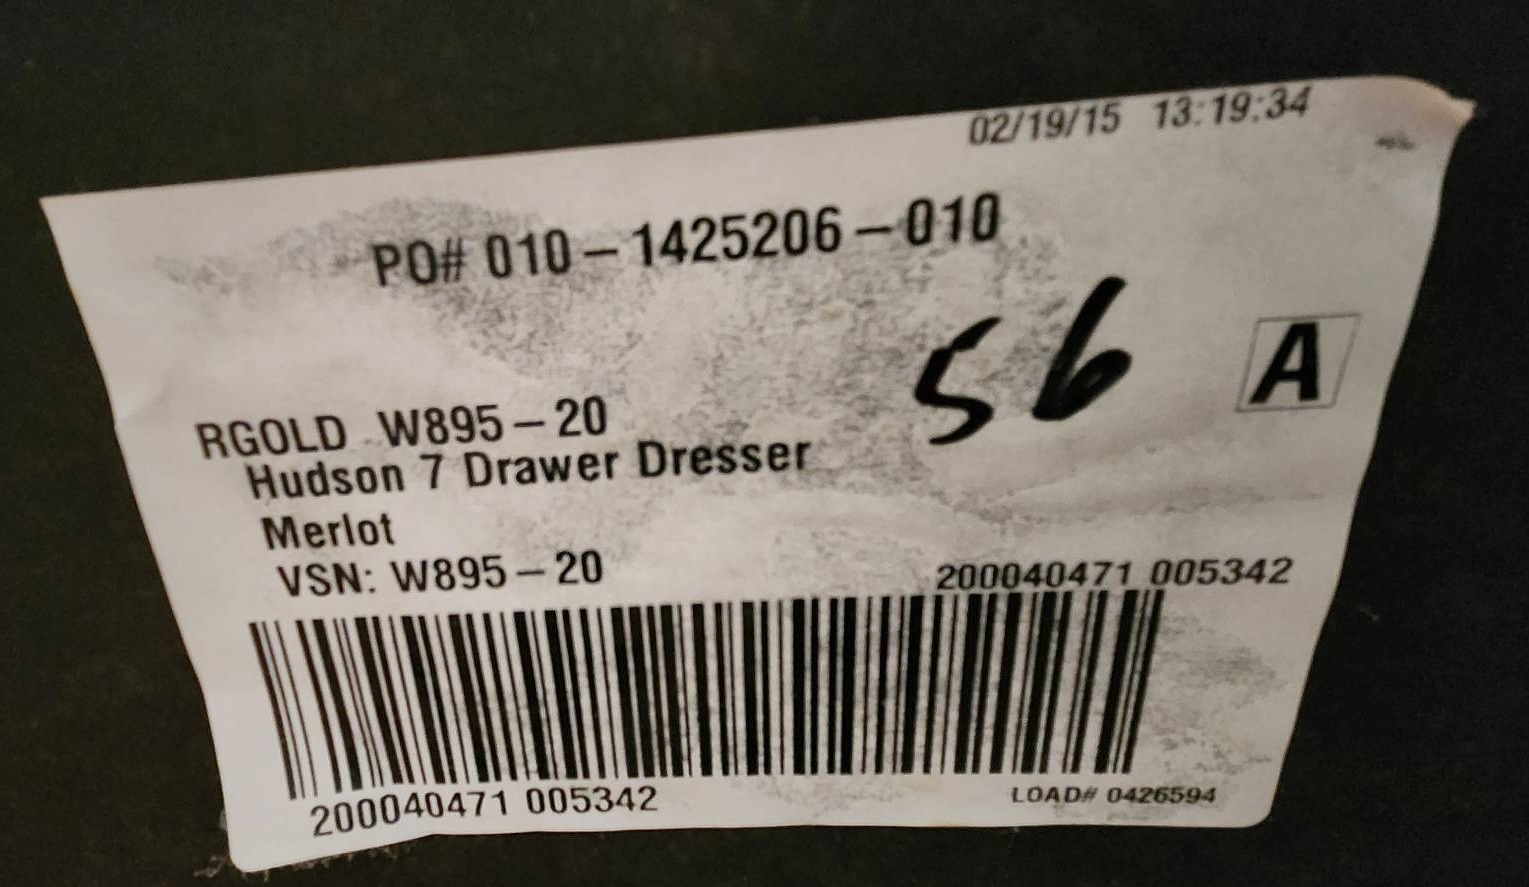 02/19/15 13:19:34
PO# 010-1425206-010
56
A
RGOLD W895-20
Hudson 7 Drawer Dresser
Merlot
VSN: W895-20
200040471 005342
200040471 005342
LOAD# 0426594